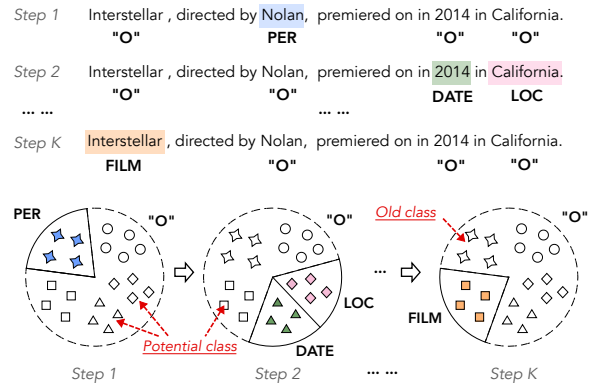 Step 1 Interstellar , directed by Nolan, premiered on in 2014 in California.
"O" PER "O" "O"
Step 2 Interstellar , directed by Nolan, premiered on in 2014 in California.
"O" "O" DATE LOC
... ... ... ...
Step K Interstellar , directed by Nolan, premiered on in 2014 in California.
FILM "O" "O" "O"
PER "O" "O" Old class "O"
...
LOC
FILM
Potential class
DATE
Step 1 Step 2 ... ... Step K